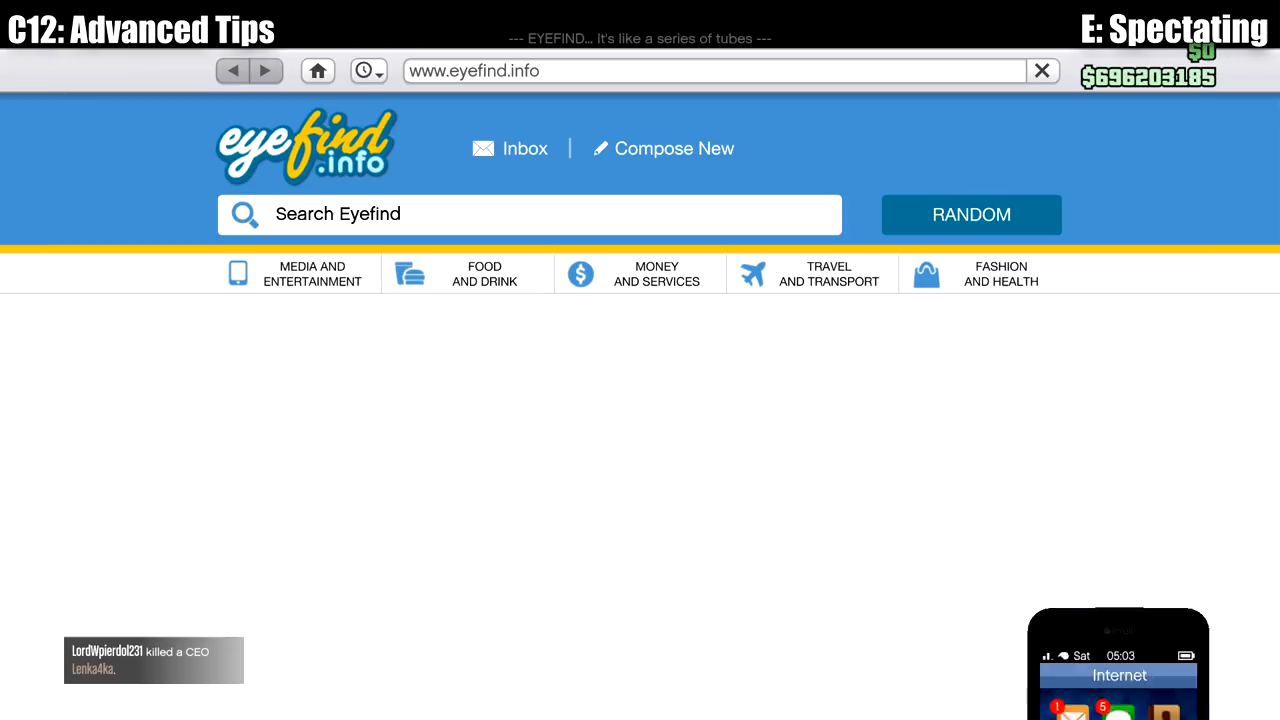 C12: Advanced Tips
--- EYEFIND... It's like a series of tubes ---
E: Spectating
$0
$696203185
www.eyefind.info
eyefind
.info
Inbox
Compose New
Search Eyefind
RANDOM
MEDIA AND
ENTERTAINMENT
FOOD
AND DRINK
MONEY
AND SERVICES
TRAVEL
AND TRANSPORT
FASHION
AND HEALTH
LordWpierdol231 killed a CEO
Lenka4ka.
Sat 05:03
Internet
1
5